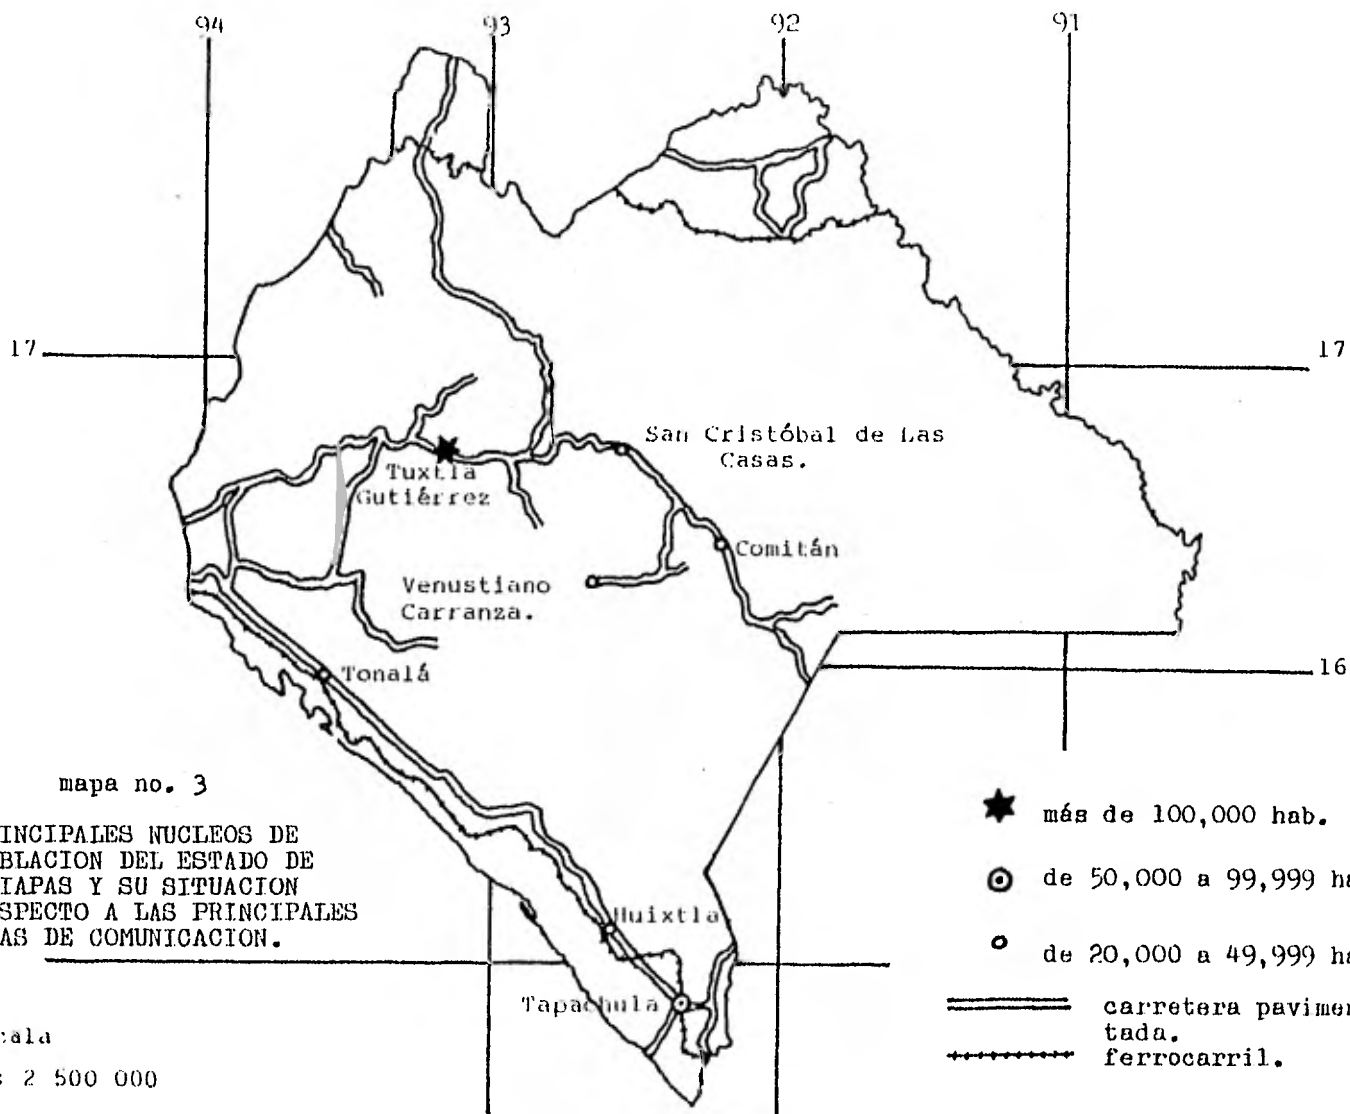 94
93
92
91
17
17
San Cristóbal de Las
Casas.
Tuxtla
Gutiérrez
Comitán
Venustiano
Carranza.
Tonalá
16
mapa no. 3
INCIPALES NUCLEOS DE
BLACION DEL ESTADO DE
IAPAS Y SU SITUACION
SPECTO A LAS PRINCIPALES
AS DE COMUNICACION.
más de 100,000 hab.
de 50,000 a 99,999 ha
de 20,000 a 49,999 ha
Huixtla
Tapachula
carretera pavimen
tada.
ferrocarril.
cala
: 2 500 000